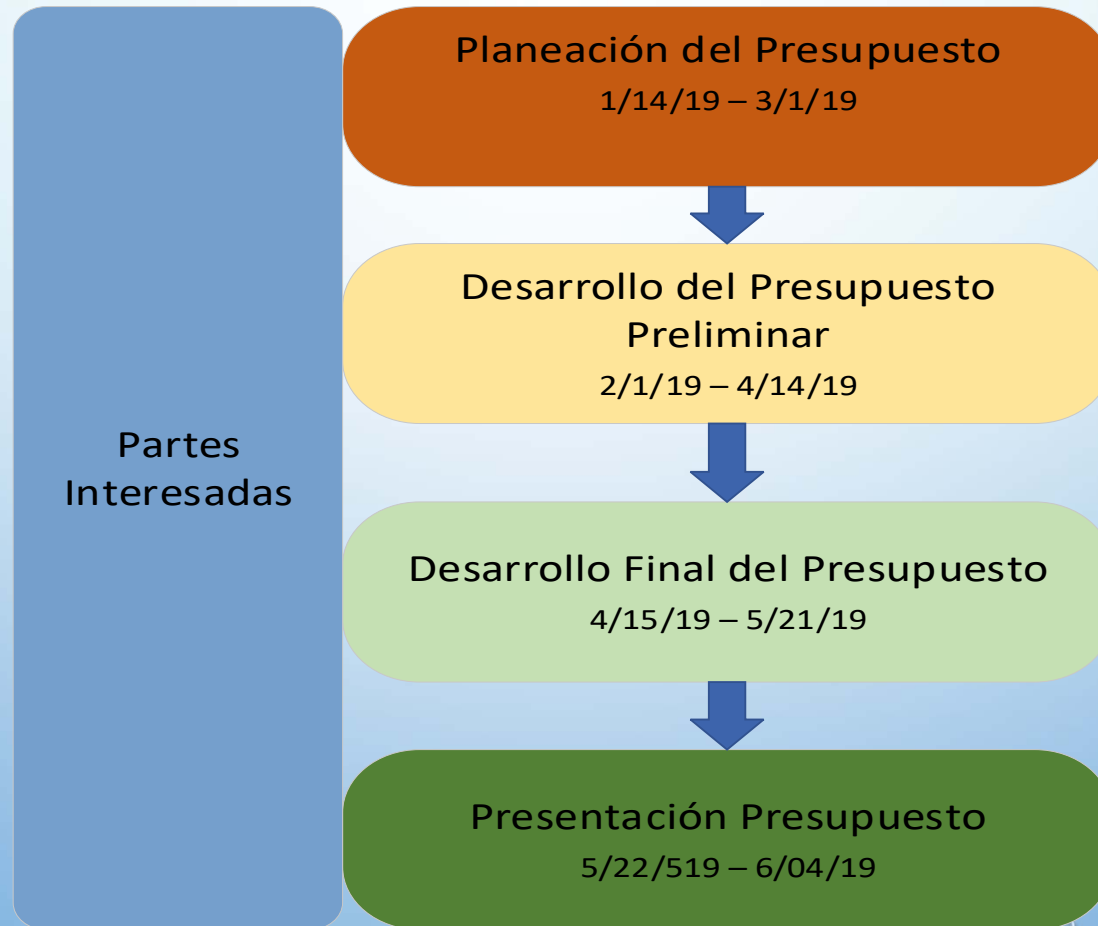 Partes
Interesadas
Planeación del Presupuesto
1/14/19 – 3/1/19
Desarrollo del Presupuesto
Preliminar
2/1/19 – 4/14/19
Desarrollo Final del Presupuesto
4/15/19 – 5/21/19
Presentación Presupuesto
5/22/519 – 6/04/19